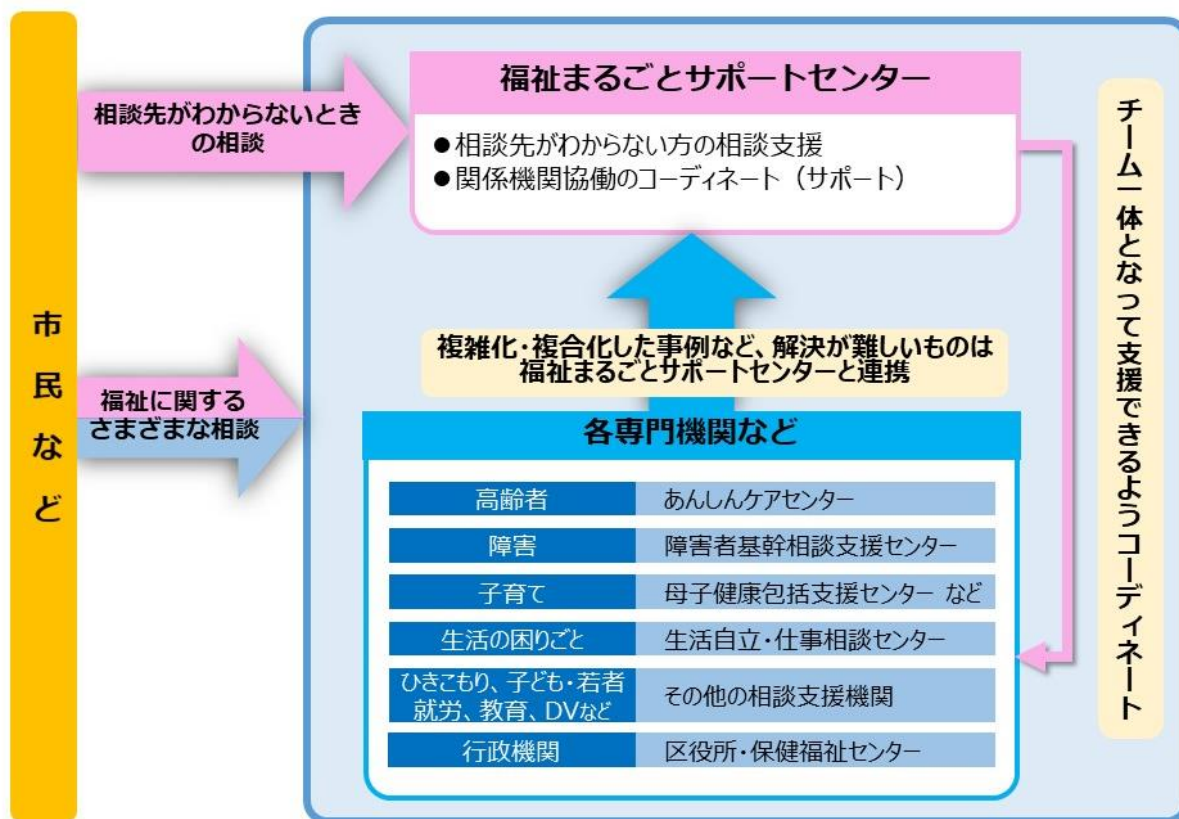 市民など
相談先がわからないとき
の相談
福祉に関する
さまざまな相談
福祉まるごとサポートセンター
●相談先がわからない方の相談支援
●関係機関協働のコーディネート（サポート）
複雑化・複合化した事例など、解決が難しいものは
福祉まるごとサポートセンターと連携
各専門機関など
高齢者 あんしんケアセンター
障害 障害者基幹相談支援センター
子育て 母子健康包括支援センター など
生活の困りごと 生活自立・仕事相談センター
ひきこもり、子ども・若者
就労、教育、DVなど
その他の相談支援機関
行政機関 区役所・保健福祉センター
チーム一体となって支援できるようコーディネート